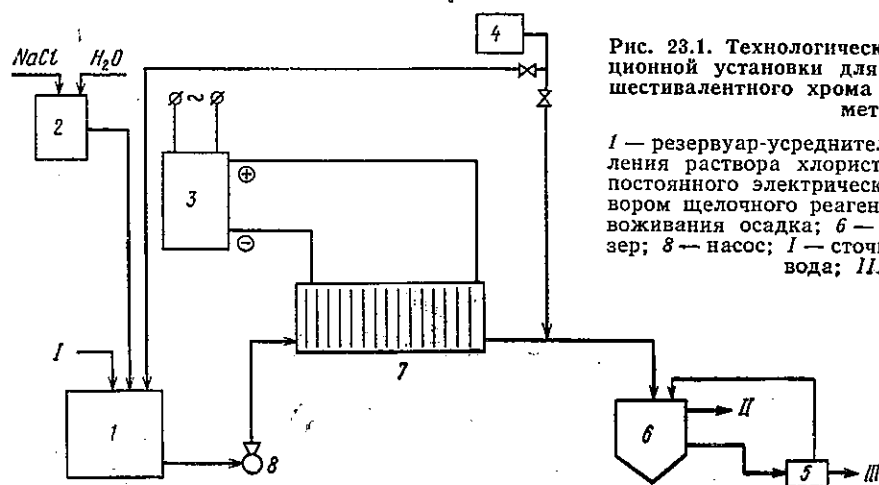 4
NaCl H₂O
2
3
~
+
−
I
1
8
7
6
II
5
III
Рис. 23.1. Технологическ
ционной установки для
шестивалентного хрома
мет
1 — резервуар-усреднител
ления раствора хлорист
постоянного электрическ
вором щелочного реаген
воживания осадка; 6 —
зер; 8 — насос; I — сточн
вода; II